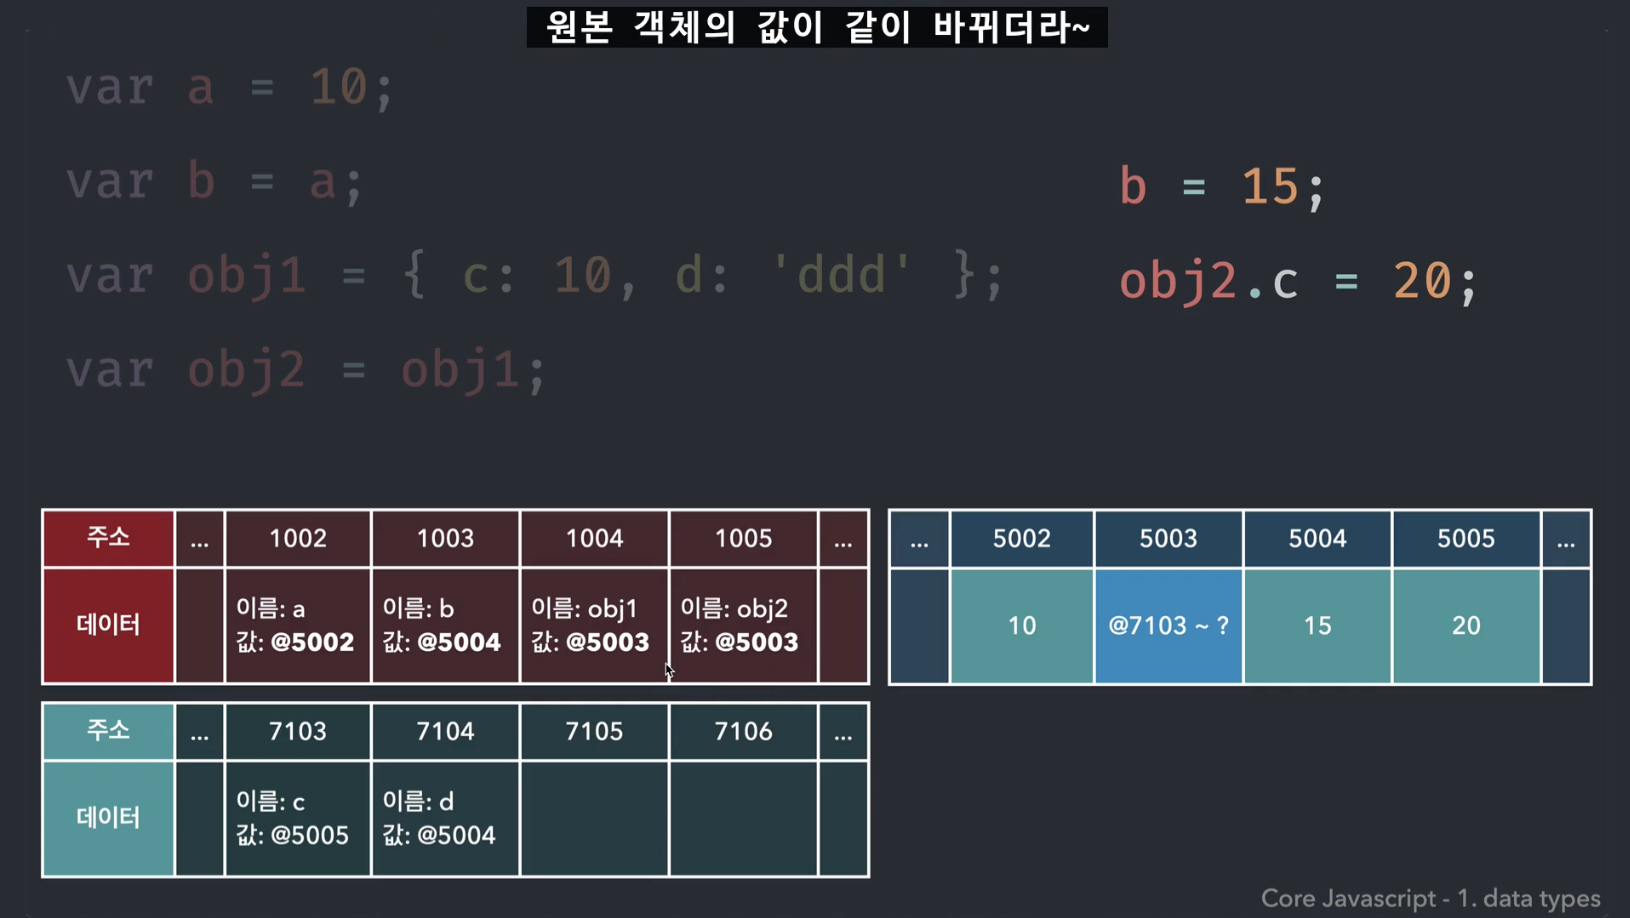 원본 객체의 값이 같이 바뀌더라~
var a = 10;
var b = a;
var obj1 = { c: 10, d: 'ddd' };
var obj2 = obj1;
b = 15;
obj2.c = 20;
주소 ... 1002 1003 1004 1005 ...
데이터
이름: a
값: @5002
이름: b
값: @5004
이름: obj1
값: @5003
이름: obj2
값: @5003
... 5002 5003 5004 5005 ...
10 @7103 ~ ? 15 20
주소 ... 7103 7104 7105 7106 ...
데이터
이름: c
값: @5005
이름: d
값: @5004
Core Javascript - 1. data types